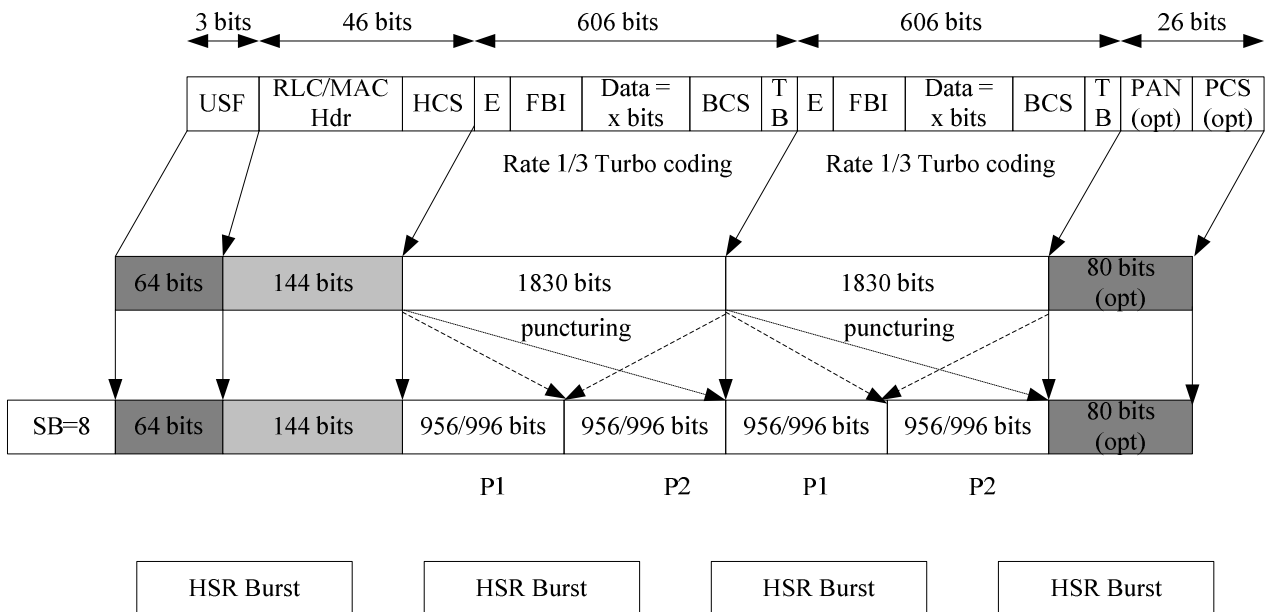 3 bits 46 bits 606 bits 606 bits 26 bits
USF RLC/MAC Hdr HCS E FBI Data = x bits BCS T B E FBI Data = x bits BCS T B PAN (opt) PCS (opt)
Rate 1/3 Turbo coding Rate 1/3 Turbo coding
64 bits 144 bits 1830 bits 1830 bits 80 bits (opt)
puncturing puncturing
SB=8 64 bits 144 bits 956/996 bits 956/996 bits 956/996 bits 956/996 bits 80 bits (opt)
P1 P2 P1 P2
HSR Burst HSR Burst HSR Burst HSR Burst